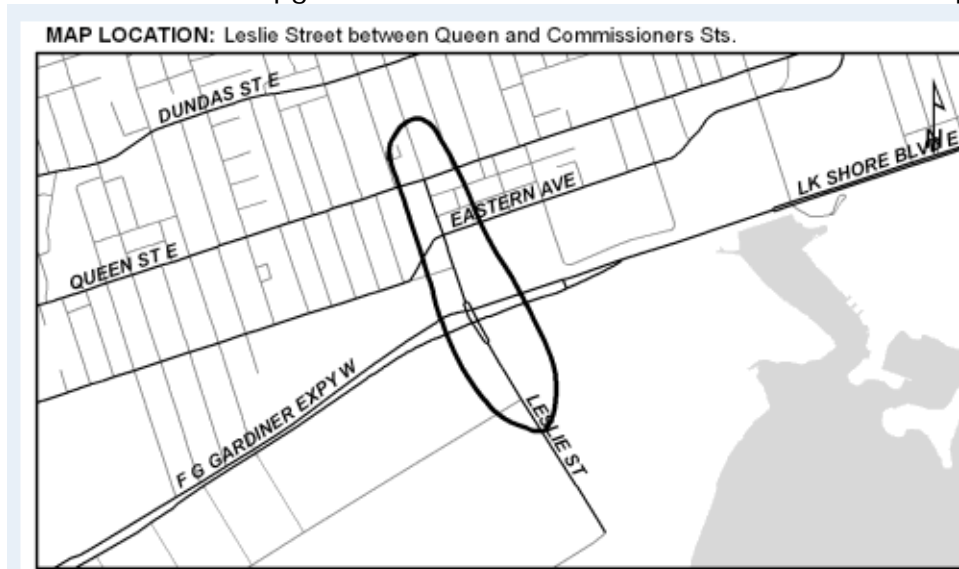 MAP LOCATION: Leslie Street between Queen and Commissioners Sts.
DUNDAS ST E
N
LK SHORE BLVD E
EASTERN AVE
QUEEN ST E
F G GARDINER EXPY W
LESLIE ST